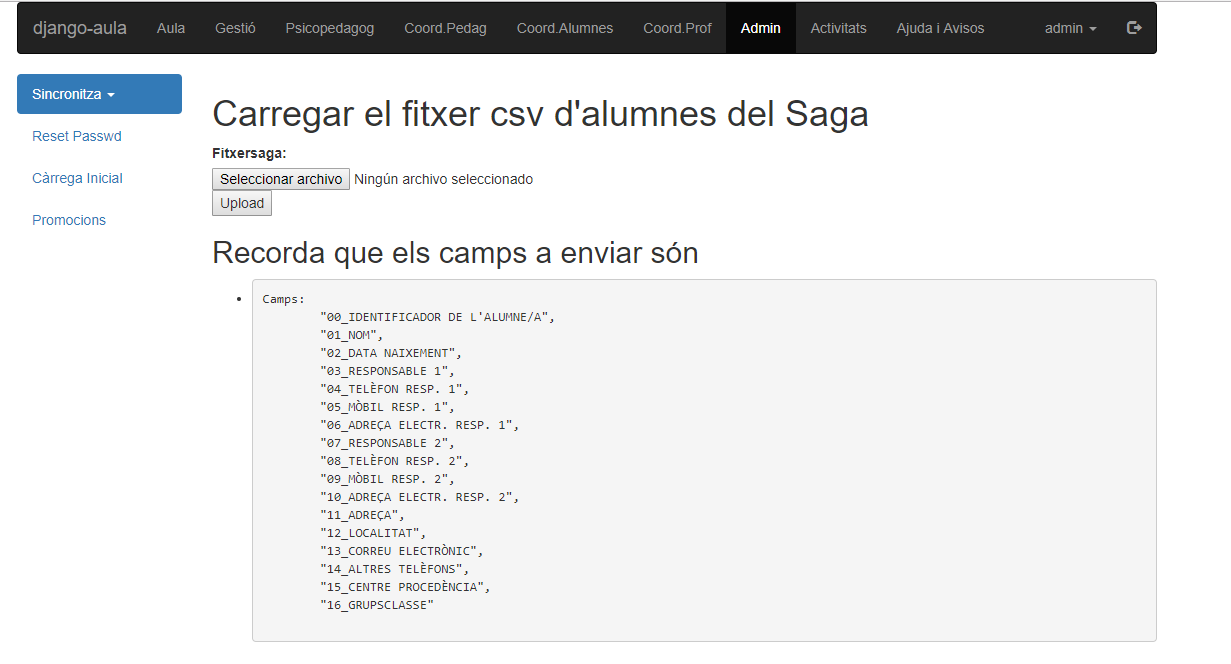 django-aula Aula Gestió Psicopedagog Coord.Pedag Coord.Alumnes Coord.Prof Admin Activitats Ajuda i Avisos admin
Sincronitza
Reset Passwd
Càrrega Inicial
Promocions
Carregar el fitxer csv d'alumnes del Saga
Fitxersaga:
Seleccionar archivo Ningún archivo seleccionado
Upload
Recorda que els camps a enviar són
Camps:
"00_IDENTIFICADOR DE L'ALUMNE/A",
"01_NOM",
"02_DATA NAIXEMENT",
"03_RESPONSABLE 1",
"04_TELÈFON RESP. 1",
"05_MÒBIL RESP. 1",
"06_ADREÇA ELECTR. RESP. 1",
"07_RESPONSABLE 2",
"08_TELÈFON RESP. 2",
"09_MÒBIL RESP. 2",
"10_ADREÇA ELECTR. RESP. 2",
"11_ADREÇA",
"12_LOCALITAT",
"13_CORREU ELECTRÒNIC",
"14_ALTRES TELÈFONS",
"15_CENTRE PROCEDÈNCIA",
"16_GRUPSCLASSE"